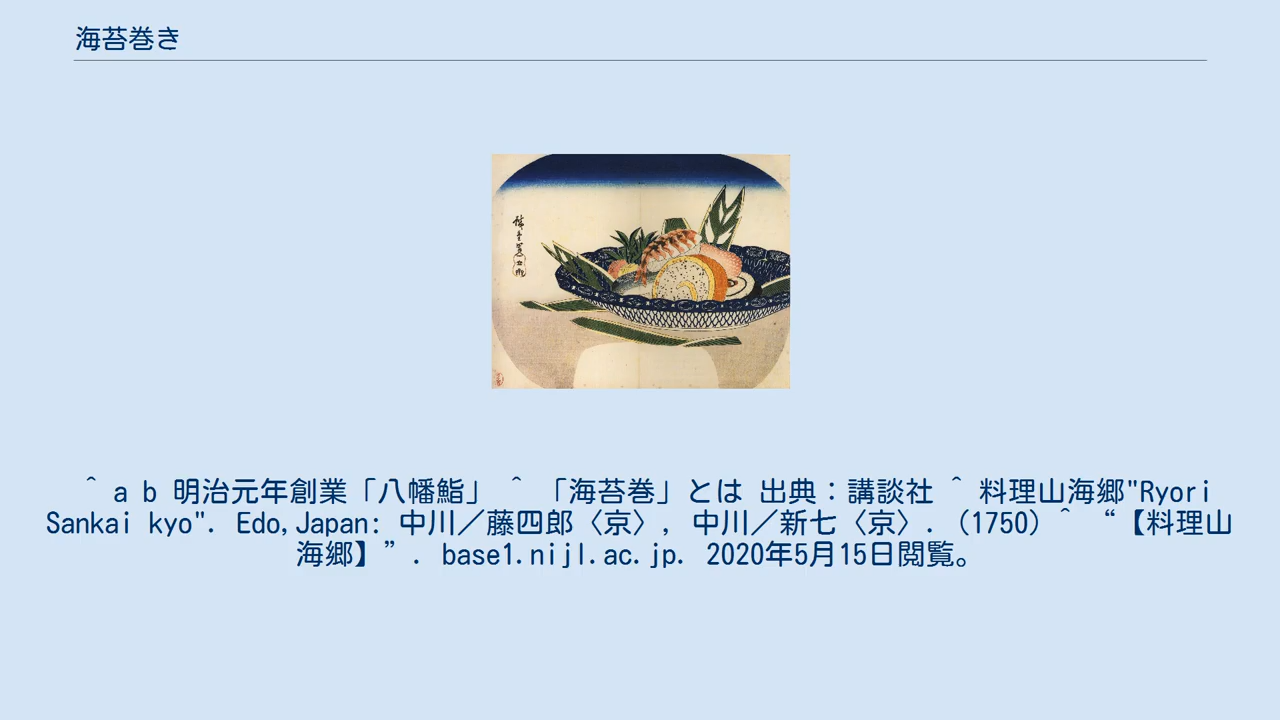 海苔巻き
^ a b 明治元年創業「八幡鮨」 ^ 「海苔巻」とは 出典：講談社 ^ 料理山海郷"Ryori
Sankai kyo". Edo,Japan: 中川／藤四郎〈京〉, 中川／新七〈京〉. (1750) ^ “【料理山
海郷】”. base1.nijl.ac.jp. 2020年5月15日閲覧。